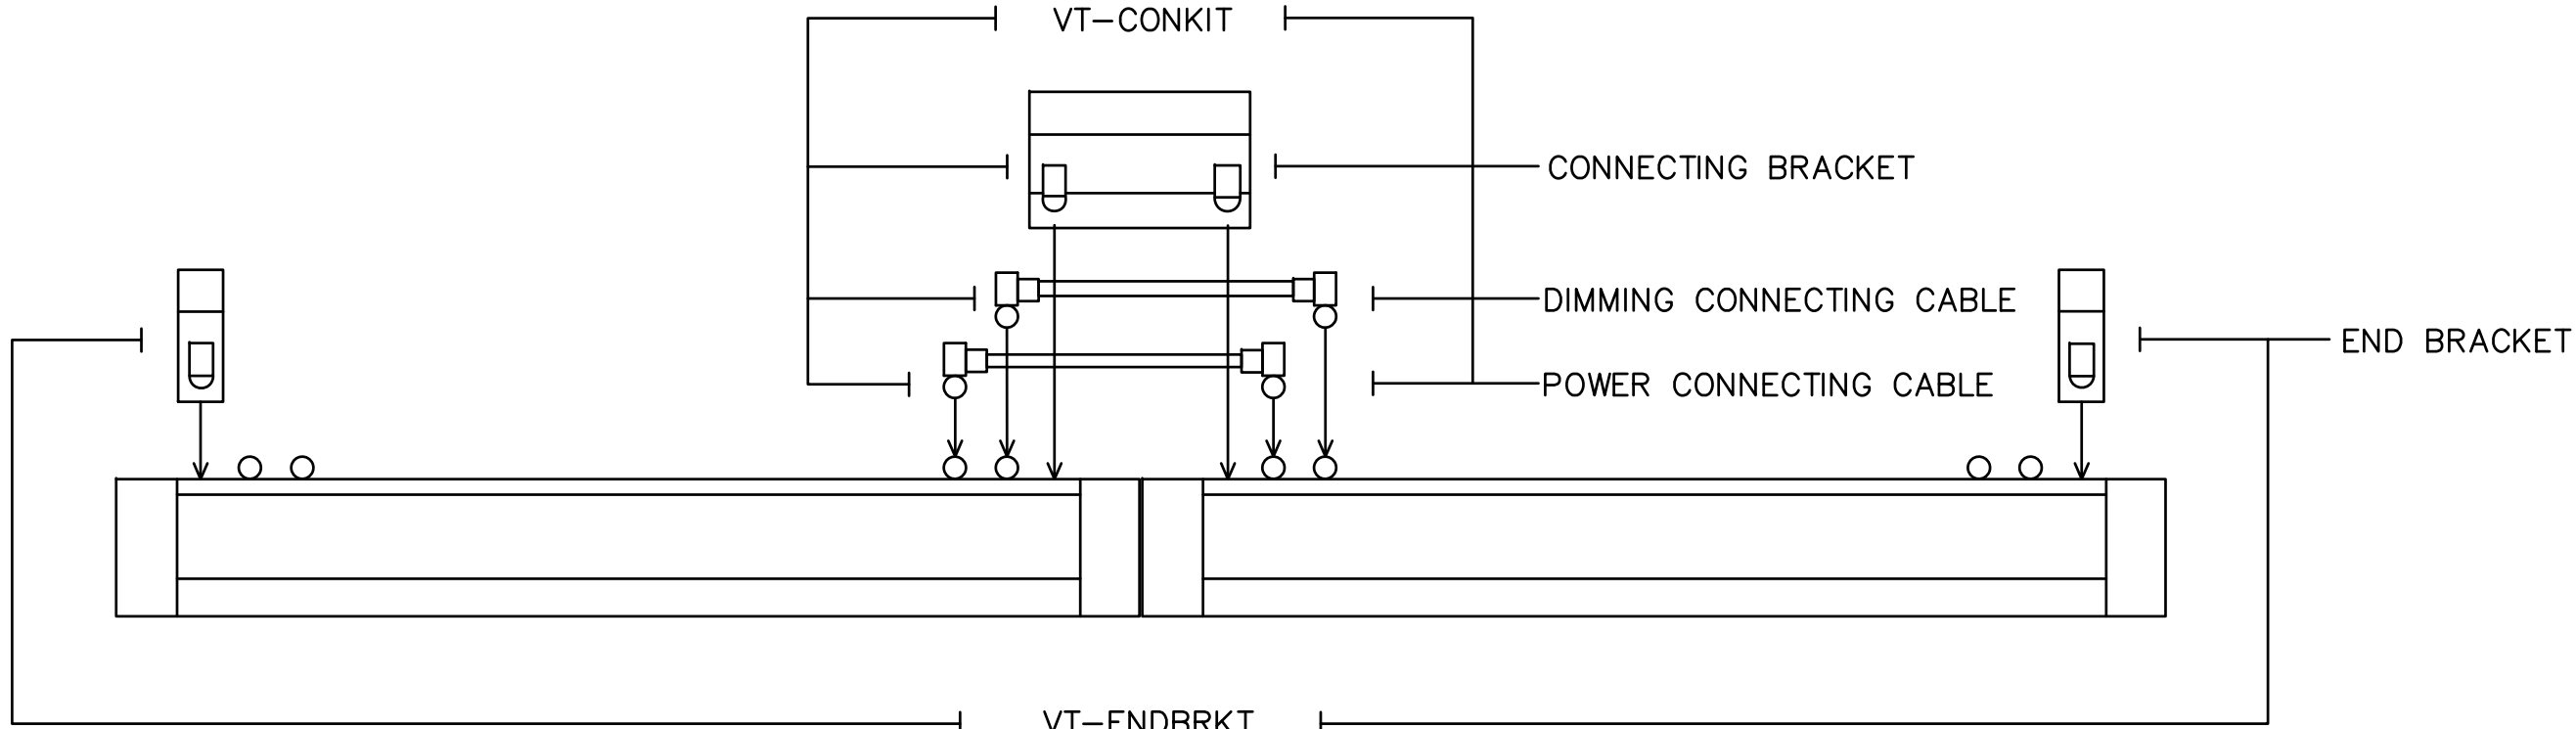 VT-CONKIT
CONNECTING BRACKET
DIMMING CONNECTING CABLE
END BRACKET
POWER CONNECTING CABLE
VT-ENDBRKT